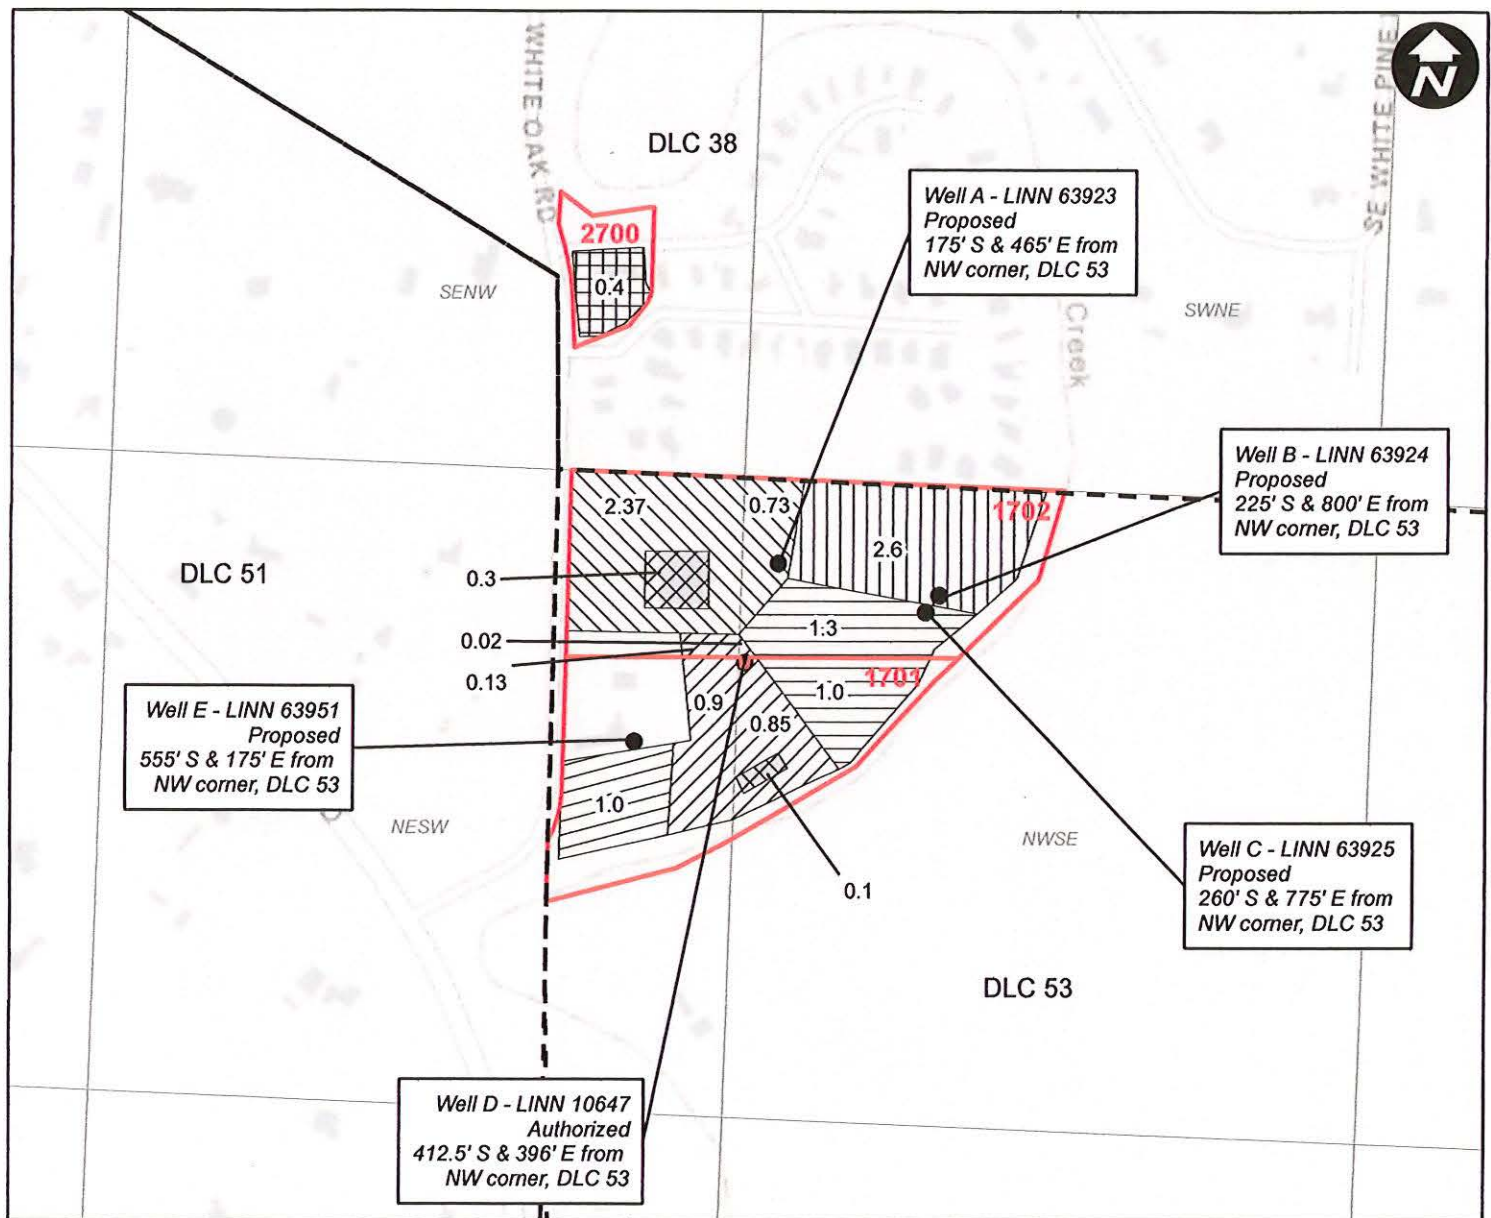 N
WHITE OAK RD
DLC 38
SE WHITE PINE
Well A - LINN 63923
Proposed
175' S & 465' E from
NW corner, DLC 53
2700
0.4
SENW
SWNE
Creek
Well B - LINN 63924
Proposed
225' S & 800' E from
NW corner, DLC 53
2.37
0.73
1702
2.6
DLC 51
0.3
1.3
0.02
0.13
1701
1.0
0.9
0.85
Well E - LINN 63951
Proposed
555' S & 175' E from
NW corner, DLC 53
1.0
NESW
NWSE
0.1
Well C - LINN 63925
Proposed
260' S & 775' E from
NW corner, DLC 53
DLC 53
Well D - LINN 10647
Authorized
412.5' S & 396' E from
NW corner, DLC 53